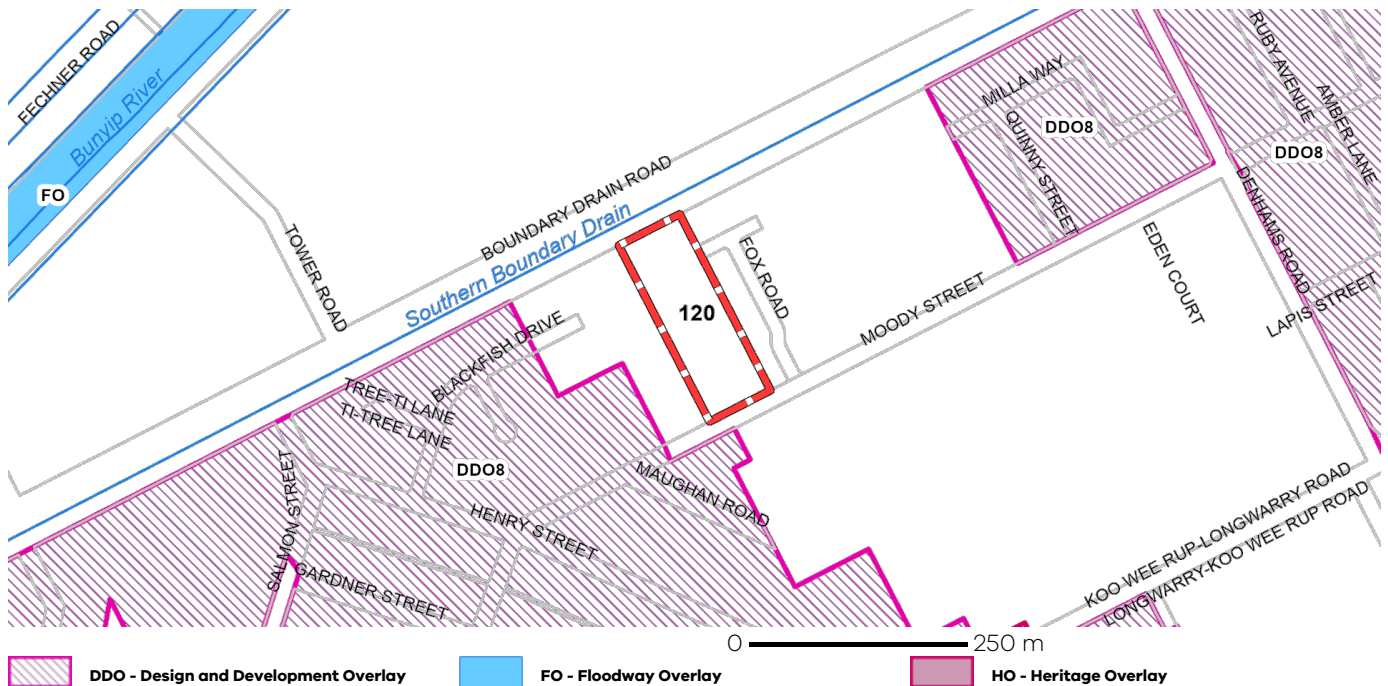 FECHNER ROAD
Bunyip River
FO
TOWER ROAD
BOUNDARY DRAIN ROAD
Southern Boundary Drain
MILLA WAY
QUINNY STREET
DDO8
RUBY AVENUE
AMBER LANE
DDO8
DENHAMS ROAD
EDEN COURT
LAPIS STREET
FOX ROAD
120
MOODY STREET
BLACKFISH DRIVE
TREE-TI LANE
TI-TREE LANE
DDO8
SALMON STREET
MAUGHAN ROAD
HENRY STREET
GARDNER STREET
KOO WEE RUP-LONGWARRY ROAD
LONGWARRY-KOO WEE RUP ROAD
0 250 m
DDO - Design and Development Overlay
FO - Floodway Overlay
HO - Heritage Overlay